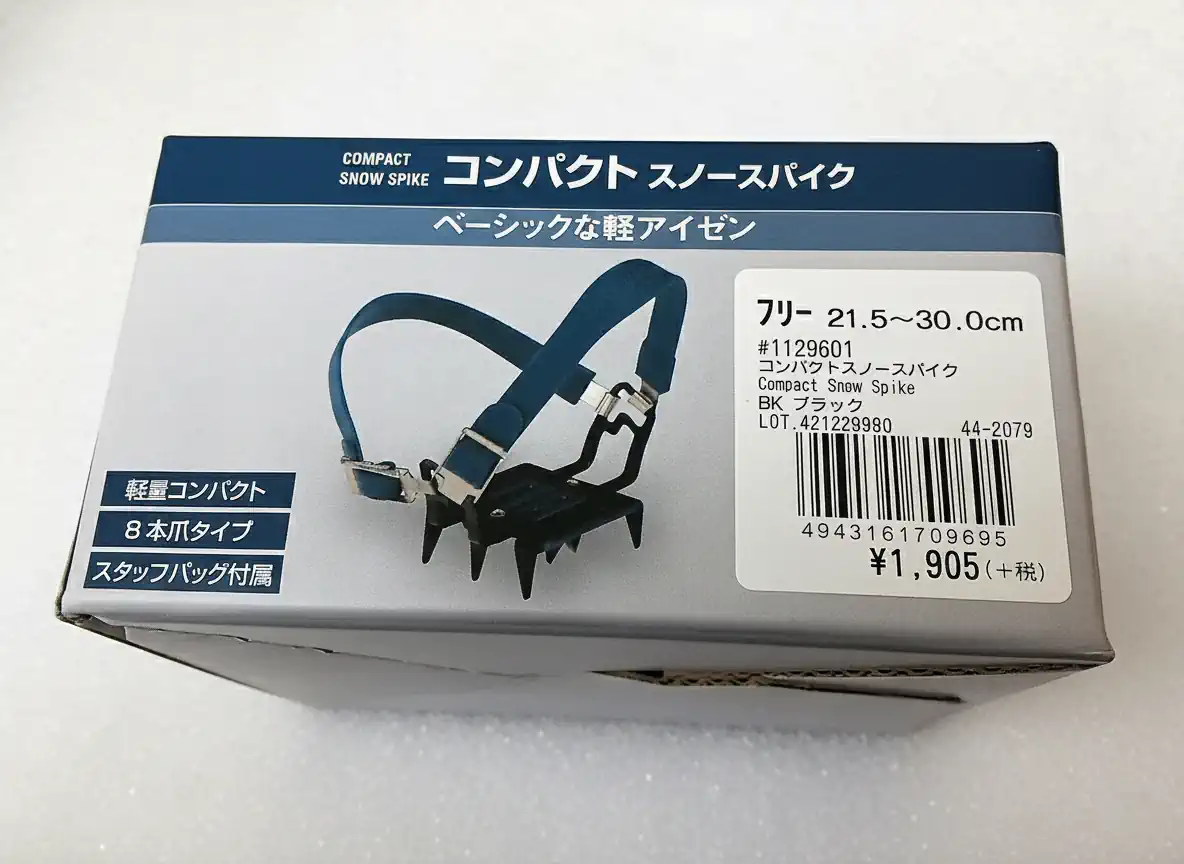 COMPACT
SNOW SPIKE
コンパクト スノースパイク
ベーシックな軽アイゼン
軽量コンパクト
8本爪タイプ
スタッフバッグ付属
フリー 21.5〜30.0cm
#1129601
コンパクトスノースパイク
Compact Snow Spike
BK ブラック
LOT.421229980 44-2079
4943161709695
¥1,905(+税)